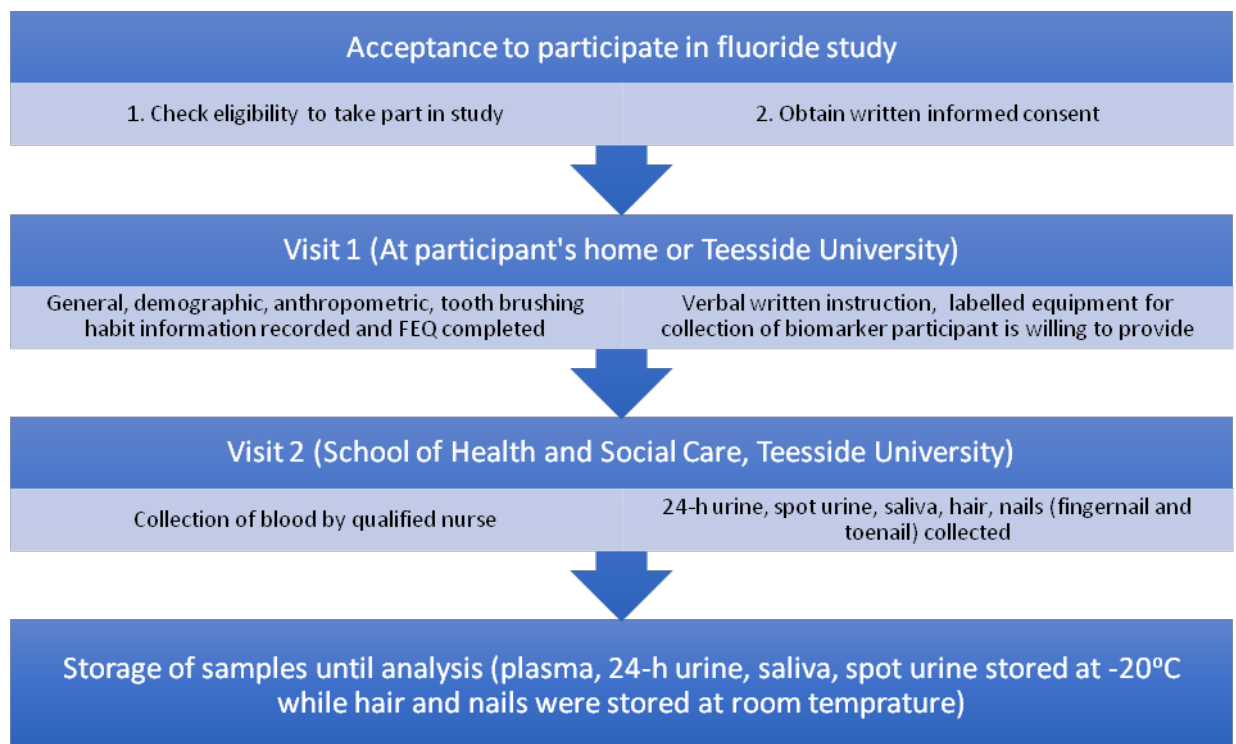 Acceptance to participate in fluoride study
1. Check eligibility to take part in study
2. Obtain written informed consent
Visit 1 (At participant's home or Teesside University)
General, demographic, anthropometric, tooth brushing
habit information recorded and FEQ completed
Verbal written instruction, labelled equipment for
collection of biomarker participant is willing to provide
Visit 2 (School of Health and Social Care, Teesside University)
Collection of blood by qualified nurse
24-h urine, spot urine, saliva, hair, nails (fingernail and
toenail) collected
Storage of samples until analysis (plasma, 24-h urine, saliva, spot urine stored at -20°C
while hair and nails were stored at room temprature)